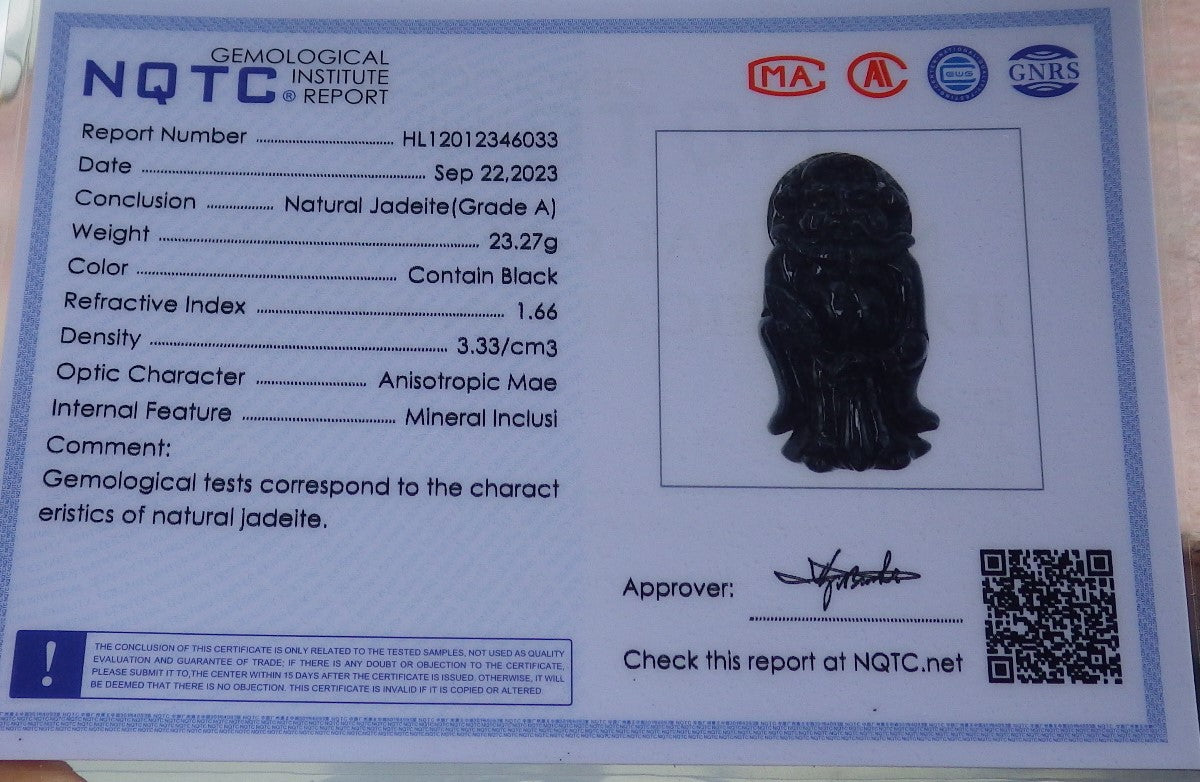 GEMOLOGICAL
NQTC® INSTITUTE
REPORT
MA
GNRS
Report Number HL12012346033
Date Sep 22,2023
Conclusion Natural Jadeite(Grade A)
Weight 23.27g
Color Contain Black
Refractive Index 1.66
Density 3.33/cm3
Optic Character Anisotropic Mae
Internal Feature Mineral Inclusi
Comment:
Gemological tests correspond to the charact
eristics of natural jadeite.
Approver:
Check this report at NQTC.net
! THE CONCLUSION OF THIS CERTIFICATE IS ONLY RELATED TO THE TESTED SAMPLES, NOT USED AS QUALITY
EVALUATION AND GUARANTEE OF TRADE; IF THERE IS ANY DOUBT OR OBJECTION TO THE CERTIFICATE,
PLEASE SUBMIT IT TO,THE CENTER WITHIN 15 DAYS AFTER THE CERTIFICATE IS ISSUED. OTHERWISE, IT WILL
BE DEEMED THAT THERE IS NO OBJECTION. THIS CERTIFICATE IS INVALID IF IT IS COPIED OR ALTERED.